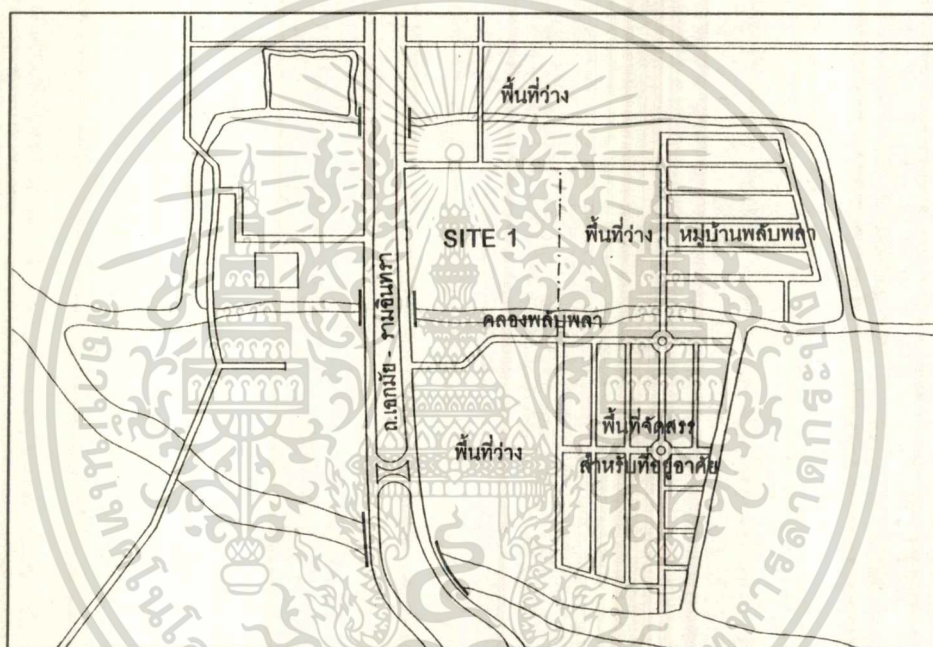 พื้นที่ว่าง
SITE 1
พื้นที่ว่าง
หมู่บ้านพลับพลา
คลองพลับพลา
ถ.เอกมัย - รามอินทรา
พื้นที่ว่าง
พื้นที่จัดสรร
สำหรับที่อยู่อาศัย